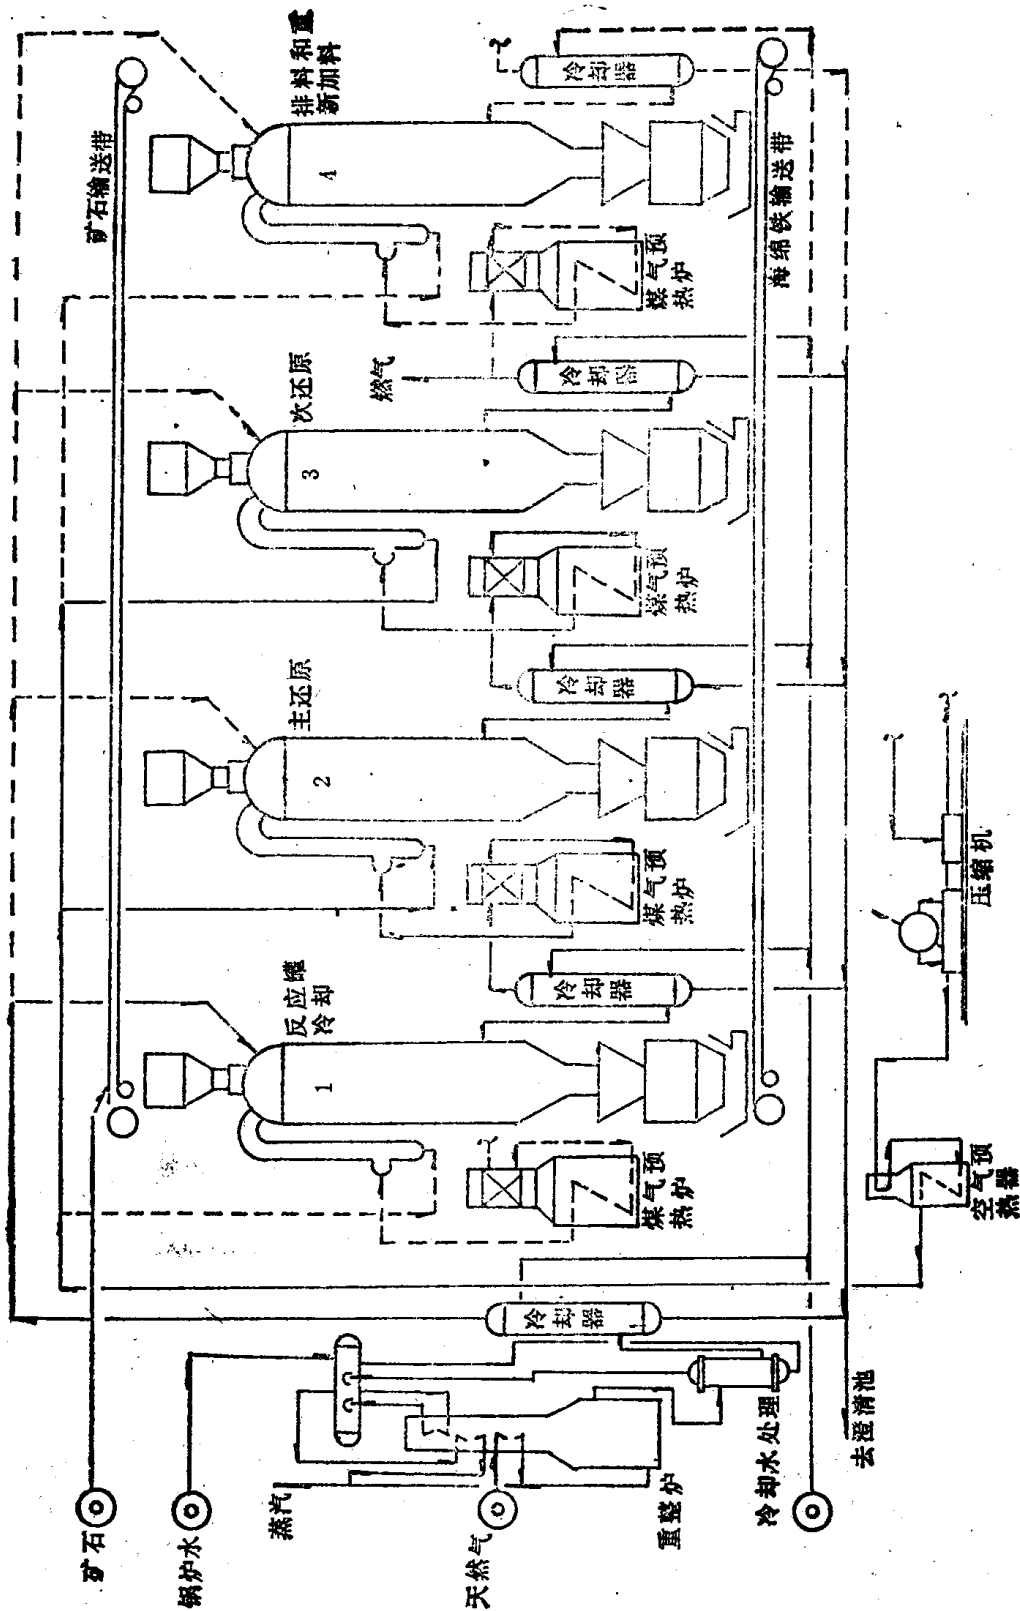 矿石输送带
排料和重
新加料
4
冷却器
煤气预
热炉
海绵铁输送带
次还原
3
燃气
冷却器
煤气预
热炉
主还原
2
冷却器
煤气预
热炉
反应罐
冷却
1
冷却器
煤气预
热炉
冷却器
压缩机
空气预
热器
矿石
锅炉水
蒸汽
天然气
重整炉
冷却水处理
去澄清池